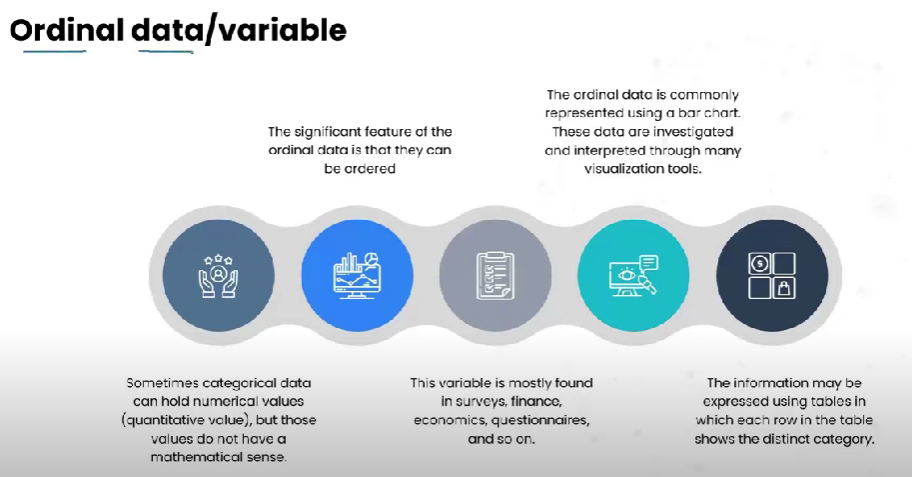 Ordinal data/variable
Sometimes categorical data
can hold numerical values
(quantitative value), but those
values do not have a
mathematical sense.
The significant feature of the
ordinal data is that they can
be ordered
This variable is mostly found
in surveys, finance,
economics, questionnaires,
and so on.
The ordinal data is commonly
represented using a bar chart.
These data are investigated
and interpreted through many
visualization tools.
The information may be
expressed using tables in
which each row in the table
shows the distinct category.